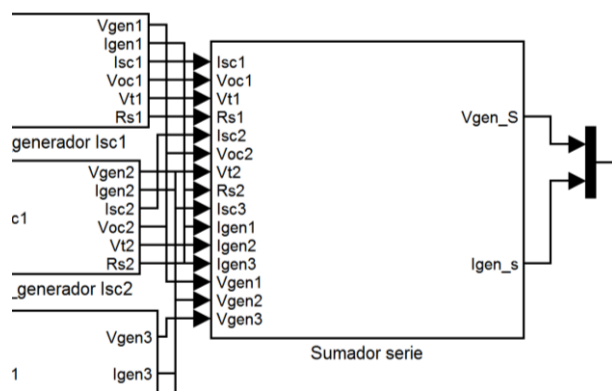 Vgen1
Igen1
Isc1
Voc1
Vt1
Rs1
generador Isc1
Vgen2
Igen2
Isc2
Voc2
Vt2
Rs2
c1
_generador Isc2
Vgen3
Igen3
1
Isc1
Voc1
Vt1
Rs1
Isc2
Voc2
Vt2
Rs2
Isc3
Igen1
Igen2
Igen3
Vgen1
Vgen2
Vgen3
Vgen_S
Igen_s
Sumador serie